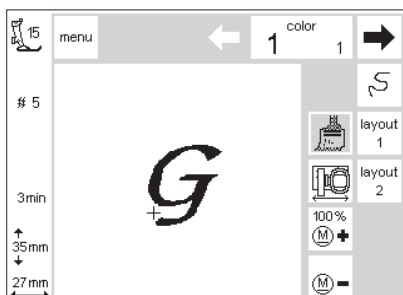 15
menu
color
1 1
# 5
layout
1
layout
2
3min
100%
M +
35mm
27mm
M -
G